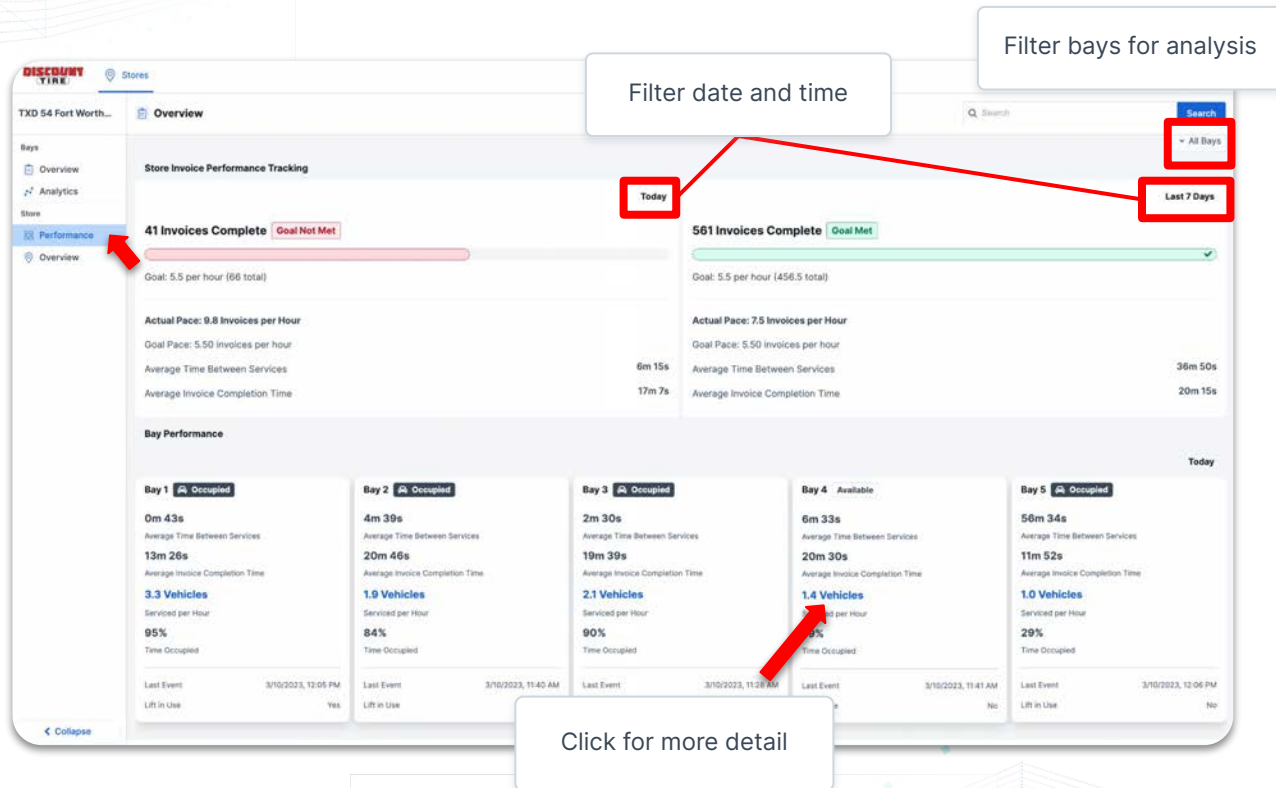 Filter bays for analysis
Filter date and time
DISCOUNT TIRE
Stores
TXD 54 Fort Worth...
Overview
Search
Search
All Bays
Bays
Overview
Analytics
Store
Performance
Overview
Collapse
Store Invoice Performance Tracking
Today
41 Invoices Complete Goal Not Met
Goal: 5.5 per hour (66 total)
Actual Pace: 9.8 Invoices per Hour
Goal Pace: 5.50 invoices per hour
Average Time Between Services 6m 15s
Average Invoice Completion Time 17m 7s
Last 7 Days
561 Invoices Complete Goal Met
Goal: 5.5 per hour (456.5 total)
Actual Pace: 7.5 Invoices per Hour
Goal Pace: 5.50 invoices per hour
Average Time Between Services 36m 50s
Average Invoice Completion Time 20m 15s
Bay Performance
Today
Bay 1 Occupied
0m 43s
Average Time Between Services
13m 26s
Average Invoice Completion Time
3.3 Vehicles
Serviced per Hour
95%
Time Occupied
Last Event 3/10/2023, 12:05 PM
Lift in Use Yes
Bay 2 Occupied
4m 39s
Average Time Between Services
20m 46s
Average Invoice Completion Time
1.9 Vehicles
Serviced per Hour
84%
Time Occupied
Last Event 3/10/2023, 11:40 AM
Lift in Use
Bay 3 Occupied
2m 30s
Average Time Between Services
19m 39s
Average Invoice Completion Time
2.1 Vehicles
Serviced per Hour
90%
Time Occupied
Last Event 3/10/2023, 11:28 AM
Bay 4 Available
6m 33s
Average Time Between Services
20m 30s
Average Invoice Completion Time
1.4 Vehicles
per Hour
Time Occupied
Last Event 3/10/2023, 11:41 AM
No
Bay 5 Occupied
56m 34s
Average Time Between Services
11m 52s
Average Invoice Completion Time
1.0 Vehicles
Serviced per Hour
29%
Time Occupied
Last Event 3/10/2023, 12:06 PM
Lift in Use No
Click for more detail